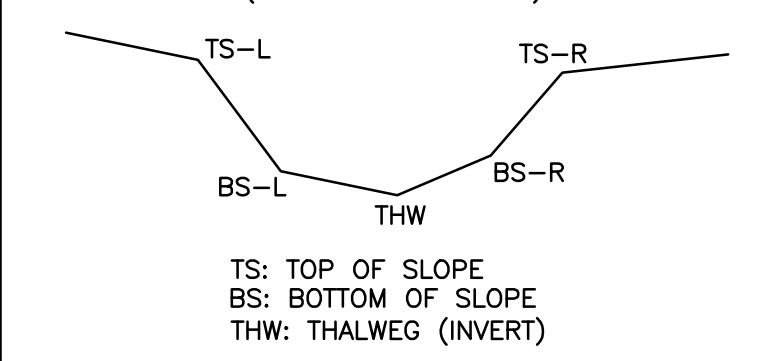 TS-L
TS-R
BS-L
BS-R
THW
TS: TOP OF SLOPE
BS: BOTTOM OF SLOPE
THW: THALWEG (INVERT)